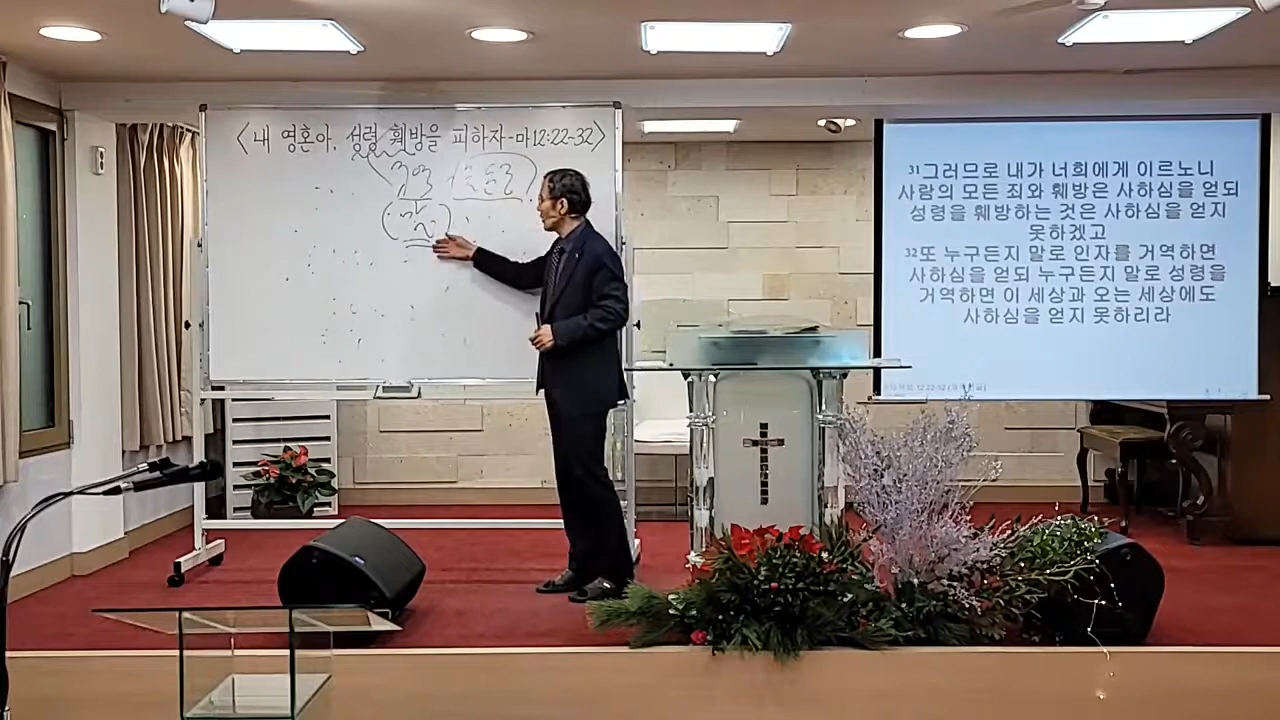 <내 영혼아, 성령 훼방을 피하자-마12:22-32>
말
31그러므로 내가 너희에게 이르노니
사람의 모든 죄와 훼방은 사하심을 얻되
성령을 훼방하는 것은 사하심을 얻지
못하겠고
32또 누구든지 말로 인자를 거역하면
사하심을 얻되 누구든지 말로 성령을
거역하면 이 세상과 오는 세상에도
사하심을 얻지 못하리라